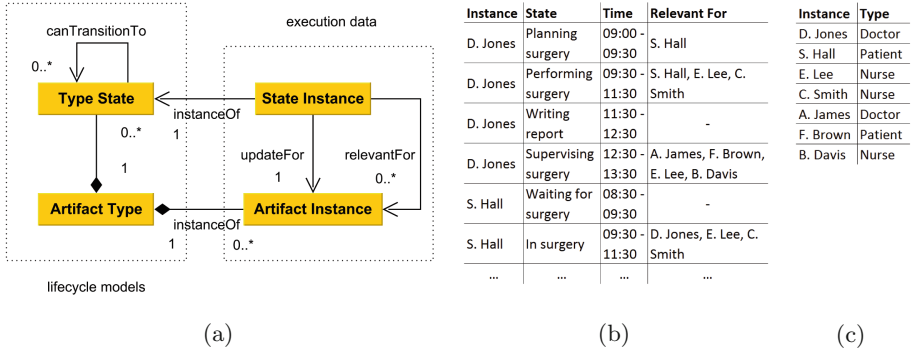 execution data
canTransitionTo
0..*
Type State
State Instance
instanceOf
0..*
1
updateFor
relevantFor
1
1
0..*
Artifact Type
Artifact Instance
instanceOf
1
0..*
lifecycle models
(a)
Instance State Time Relevant For
D. Jones Planning surgery 09:00 - 09:30 S. Hall
D. Jones Performing surgery 09:30 - 11:30 S. Hall, E. Lee, C. Smith
D. Jones Writing report 11:30 - 12:30 -
D. Jones Supervising surgery 12:30 - 13:30 A. James, F. Brown, E. Lee, B. Davis
S. Hall Waiting for surgery 08:30 - 09:30 -
S. Hall In surgery 09:30 - 11:30 D. Jones, E. Lee, C. Smith
... ... ... ...
(b)
Instance Type
D. Jones Doctor
S. Hall Patient
E. Lee Nurse
C. Smith Nurse
A. James Doctor
F. Brown Patient
B. Davis Nurse
(c)